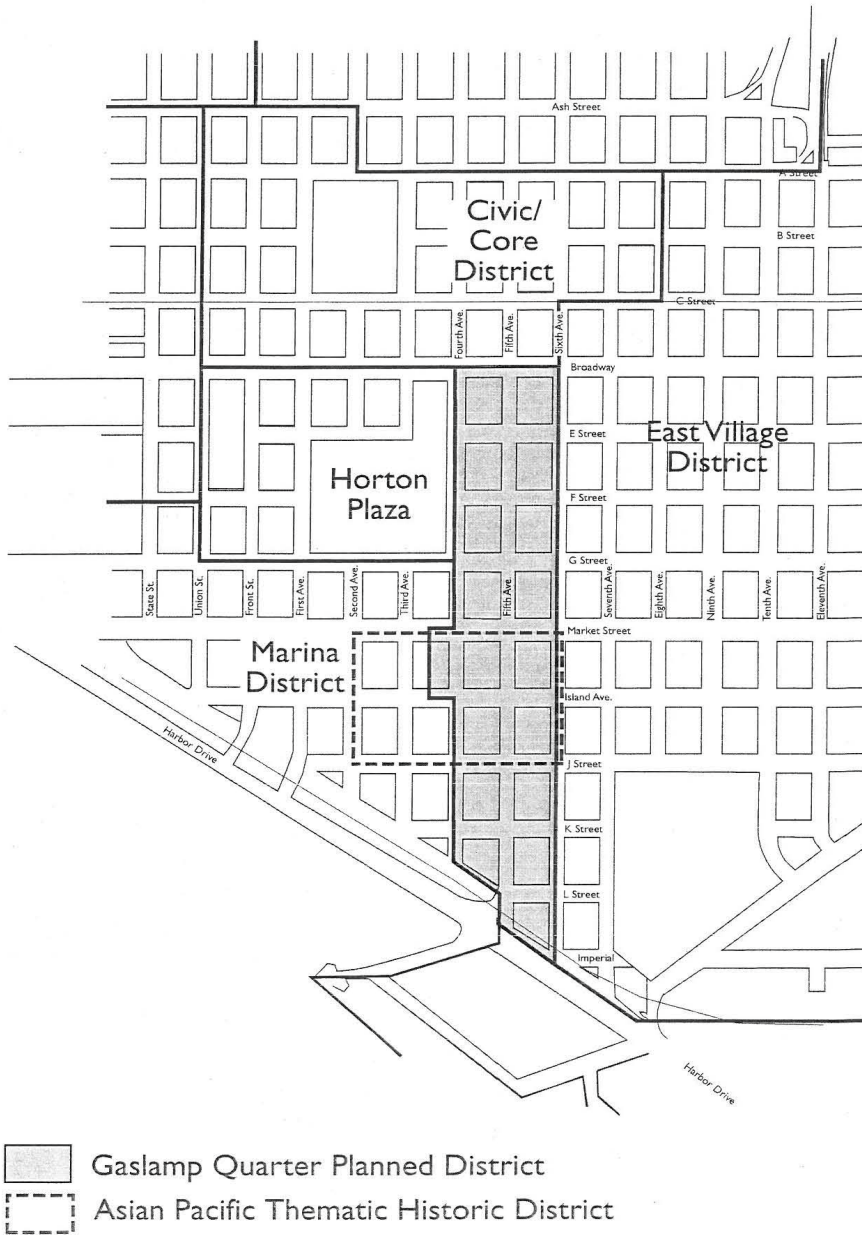 Ash Street
A Street
Civic/
Core
District
B Street
C Street
Fourth Ave.
Fifth Ave.
Sixth Ave.
Broadway
E Street
East Village
District
Horton
Plaza
F Street
G Street
State St.
Union St.
Front St.
First Ave.
Second Ave.
Third Ave.
Fifth Ave.
Seventh Ave.
Eighth Ave.
Ninth Ave.
Tenth Ave.
Eleventh Ave.
Market Street
Marina
District
Island Ave.
Harbor Drive
J Street
K Street
L Street
Imperial
Harbor Drive
Gaslamp Quarter Planned District
Asian Pacific Thematic Historic District